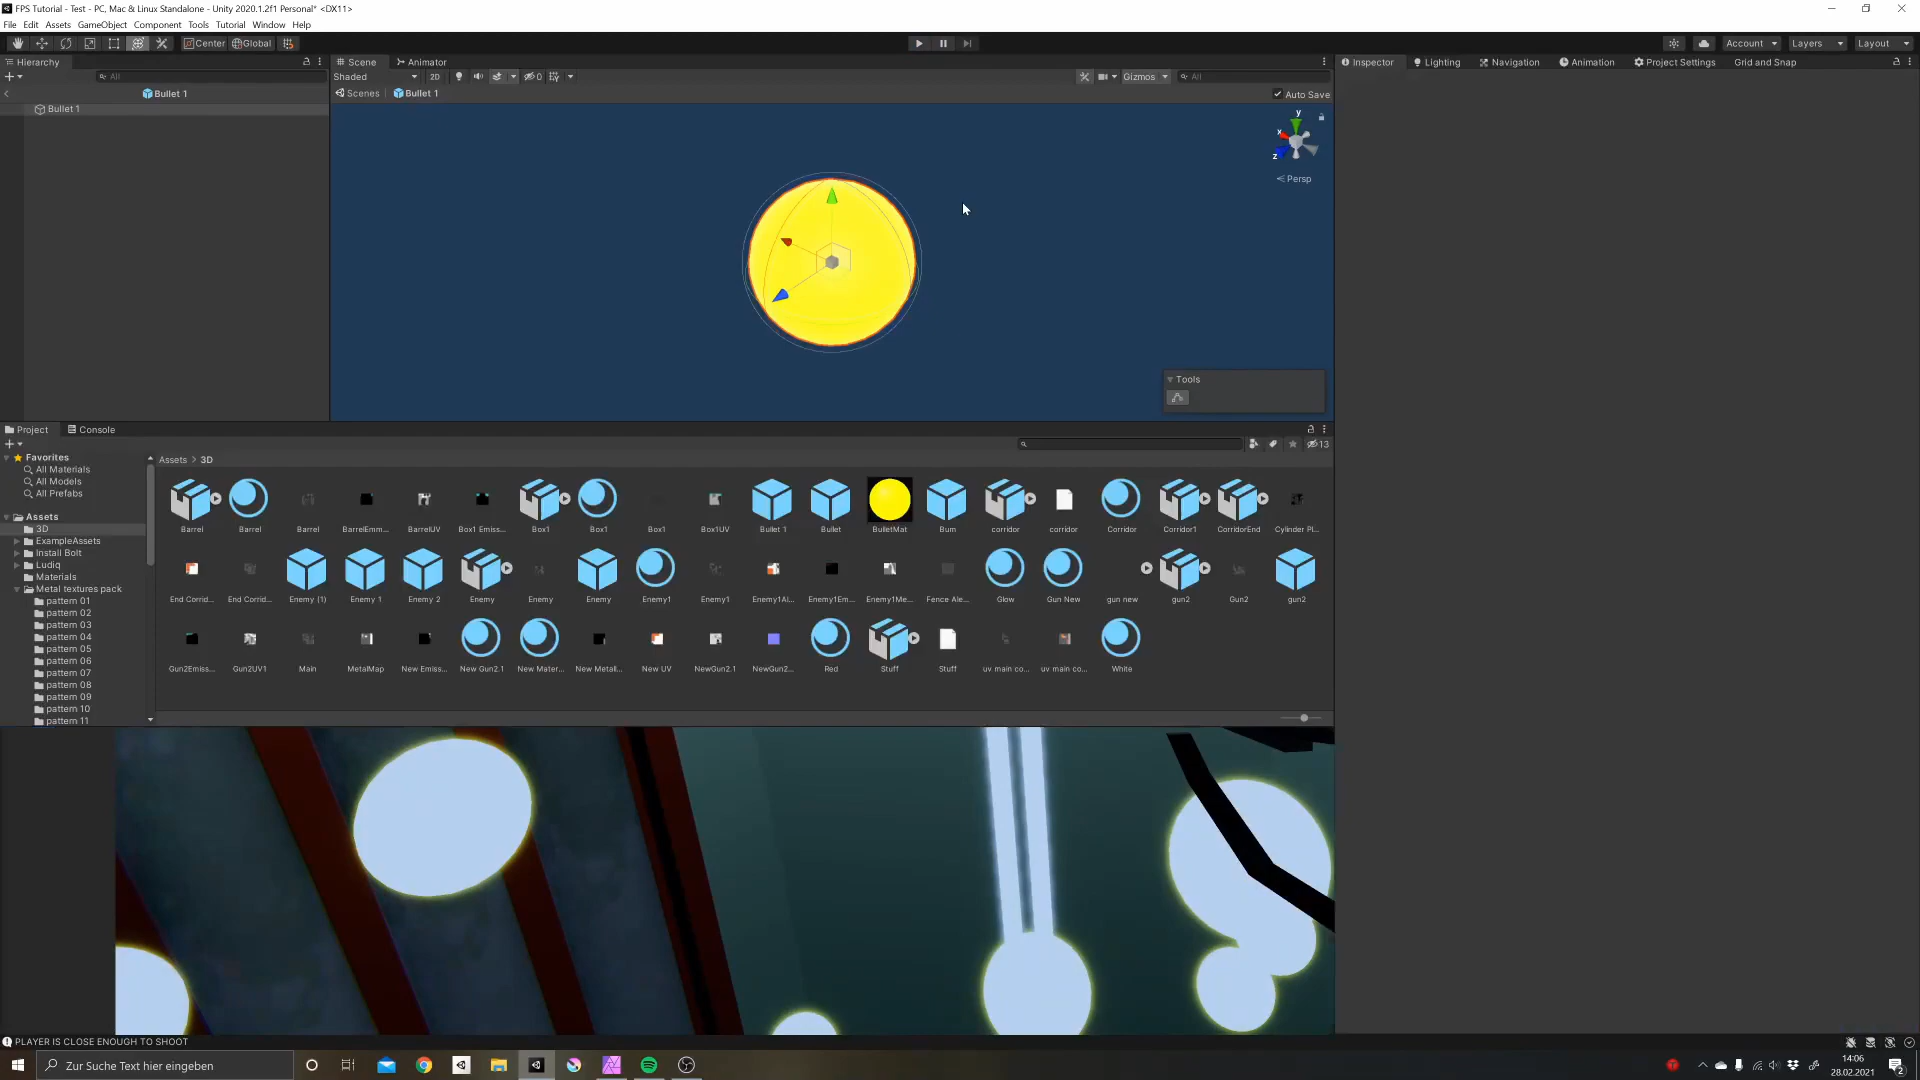 FPS Tutorial - Test - PC, Mac & Linux Standalone - Unity 2020.1.2f1 Personal* <DX11>
File Edit Assets GameObject Component Tools Tutorial Window Help
Center Global Account Layers Layout
Hierarchy Scene Animator Inspector Lighting Navigation Animation Project Settings Grid and Snap
All Shaded 2D 0 Gizmos All
Bullet 1 Scenes Bullet 1 Auto Save
Bullet 1
y
x
z
Persp
Tools
Project Console
13
Favorites
All Materials
All Models
All Prefabs
Assets
3D
ExampleAssets
Install Bolt
Ludiq
Materials
Metal textures pack
pattern 01
pattern 02
pattern 03
pattern 04
pattern 05
pattern 06
pattern 07
pattern 08
pattern 09
pattern 10
pattern 11
Assets > 3D
Barrel Barrel Barrel BarrelEmm... BarrelUV Box1 Emiss... Box1 Box1 Box1 Box1UV Bullet 1 Bullet BulletMat Bum corridor corridor Corridor Corridor1 CorridorEnd Cylinder Pl...
End Corrid... End Corrid... Enemy (1) Enemy 1 Enemy 2 Enemy Enemy Enemy Enemy1 Enemy1 Enemy1Al... Enemy1Em... Enemy1Me... Fence Ale... Glow Gun New gun new gun2 Gun2 gun2
Gun2Emiss... Gun2UV1 Main MetalMap New Emiss... New Gun2.1 New Mater... New Metall... New UV NewGun2.1 NewGun2... Red Stuff Stuff uv main co... uv main co... White
PLAYER IS CLOSE ENOUGH TO SHOOT
Zur Suche Text hier eingeben
14:06
28.02.2021
2